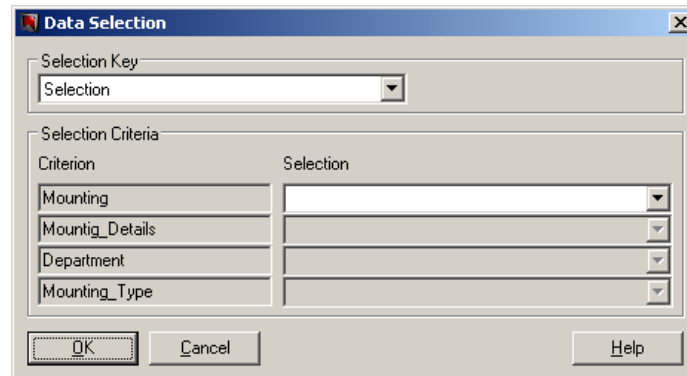 Data Selection
Selection Key
Selection
Selection Criteria
Criterion Selection
Mounting
Mountig_Details
Department
Mounting_Type
OK Cancel Help